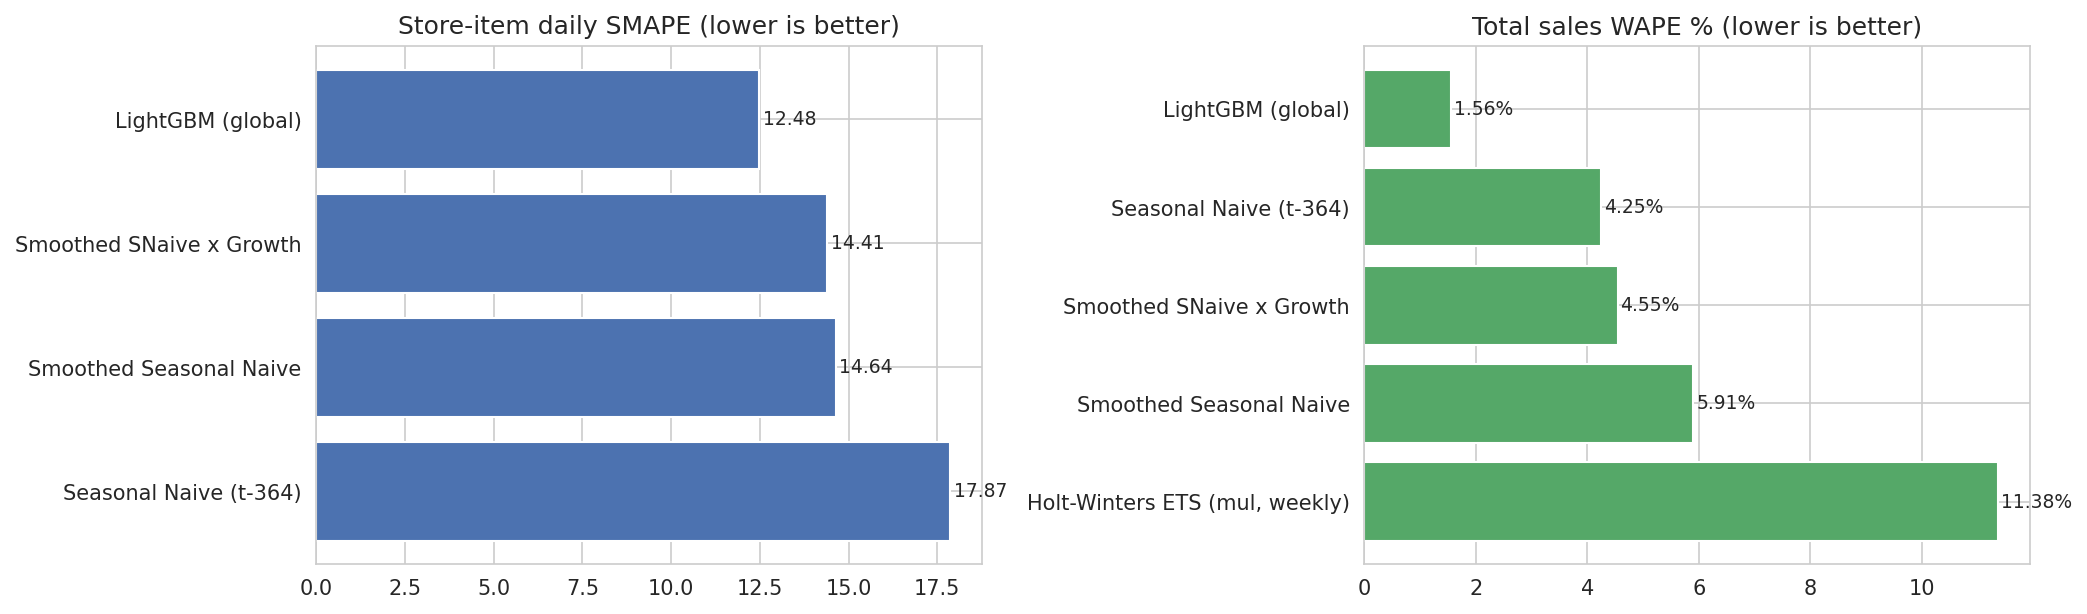 Store-item daily SMAPE (lower is better)
LightGBM (global)
12.48
Smoothed SNaive x Growth
14.41
Smoothed Seasonal Naive
14.64
Seasonal Naive (t-364)
17.87
0.0 2.5 5.0 7.5 10.0 12.5 15.0 17.5
Total sales WAPE % (lower is better)
LightGBM (global)
1.56%
Seasonal Naive (t-364)
4.25%
Smoothed SNaive x Growth
4.55%
Smoothed Seasonal Naive
5.91%
Holt-Winters ETS (mul, weekly)
11.38%
0 2 4 6 8 10